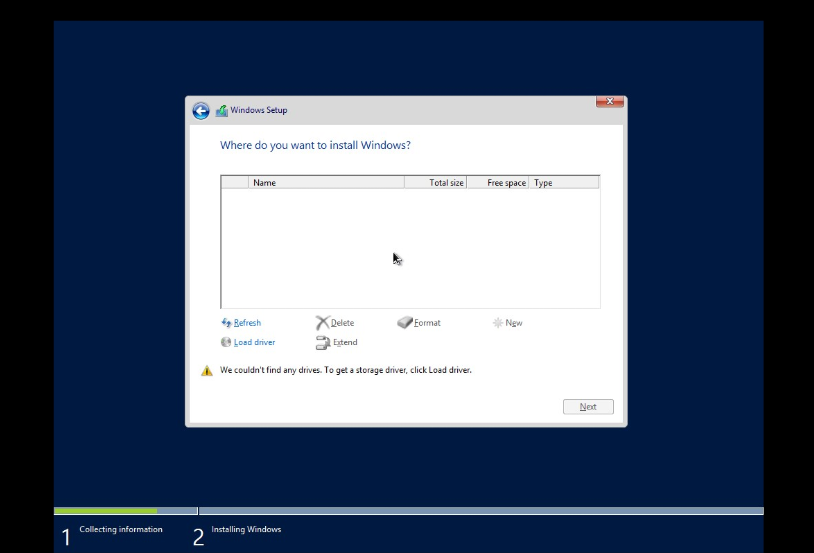 Windows Setup
Where do you want to install Windows?
Name Total size Free space Type
Refresh Delete Format New
Load driver Extend
We couldn't find any drives. To get a storage driver, click Load driver.
Next
1 Collecting information 2 Installing Windows